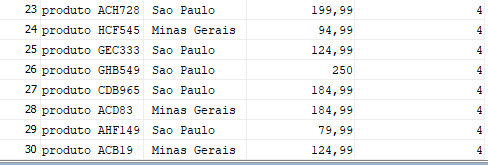 23 produto ACH728 Sao Paulo 199,99 4
24 produto HCF545 Minas Gerais 94,99 4
25 produto GEC333 Sao Paulo 124,99 4
26 produto GHB549 Sao Paulo 250 4
27 produto CDB965 Sao Paulo 184,99 4
28 produto ACD83 Minas Gerais 184,99 4
29 produto AHF149 Sao Paulo 79,99 4
30 produto ACB19 Minas Gerais 124,99 4